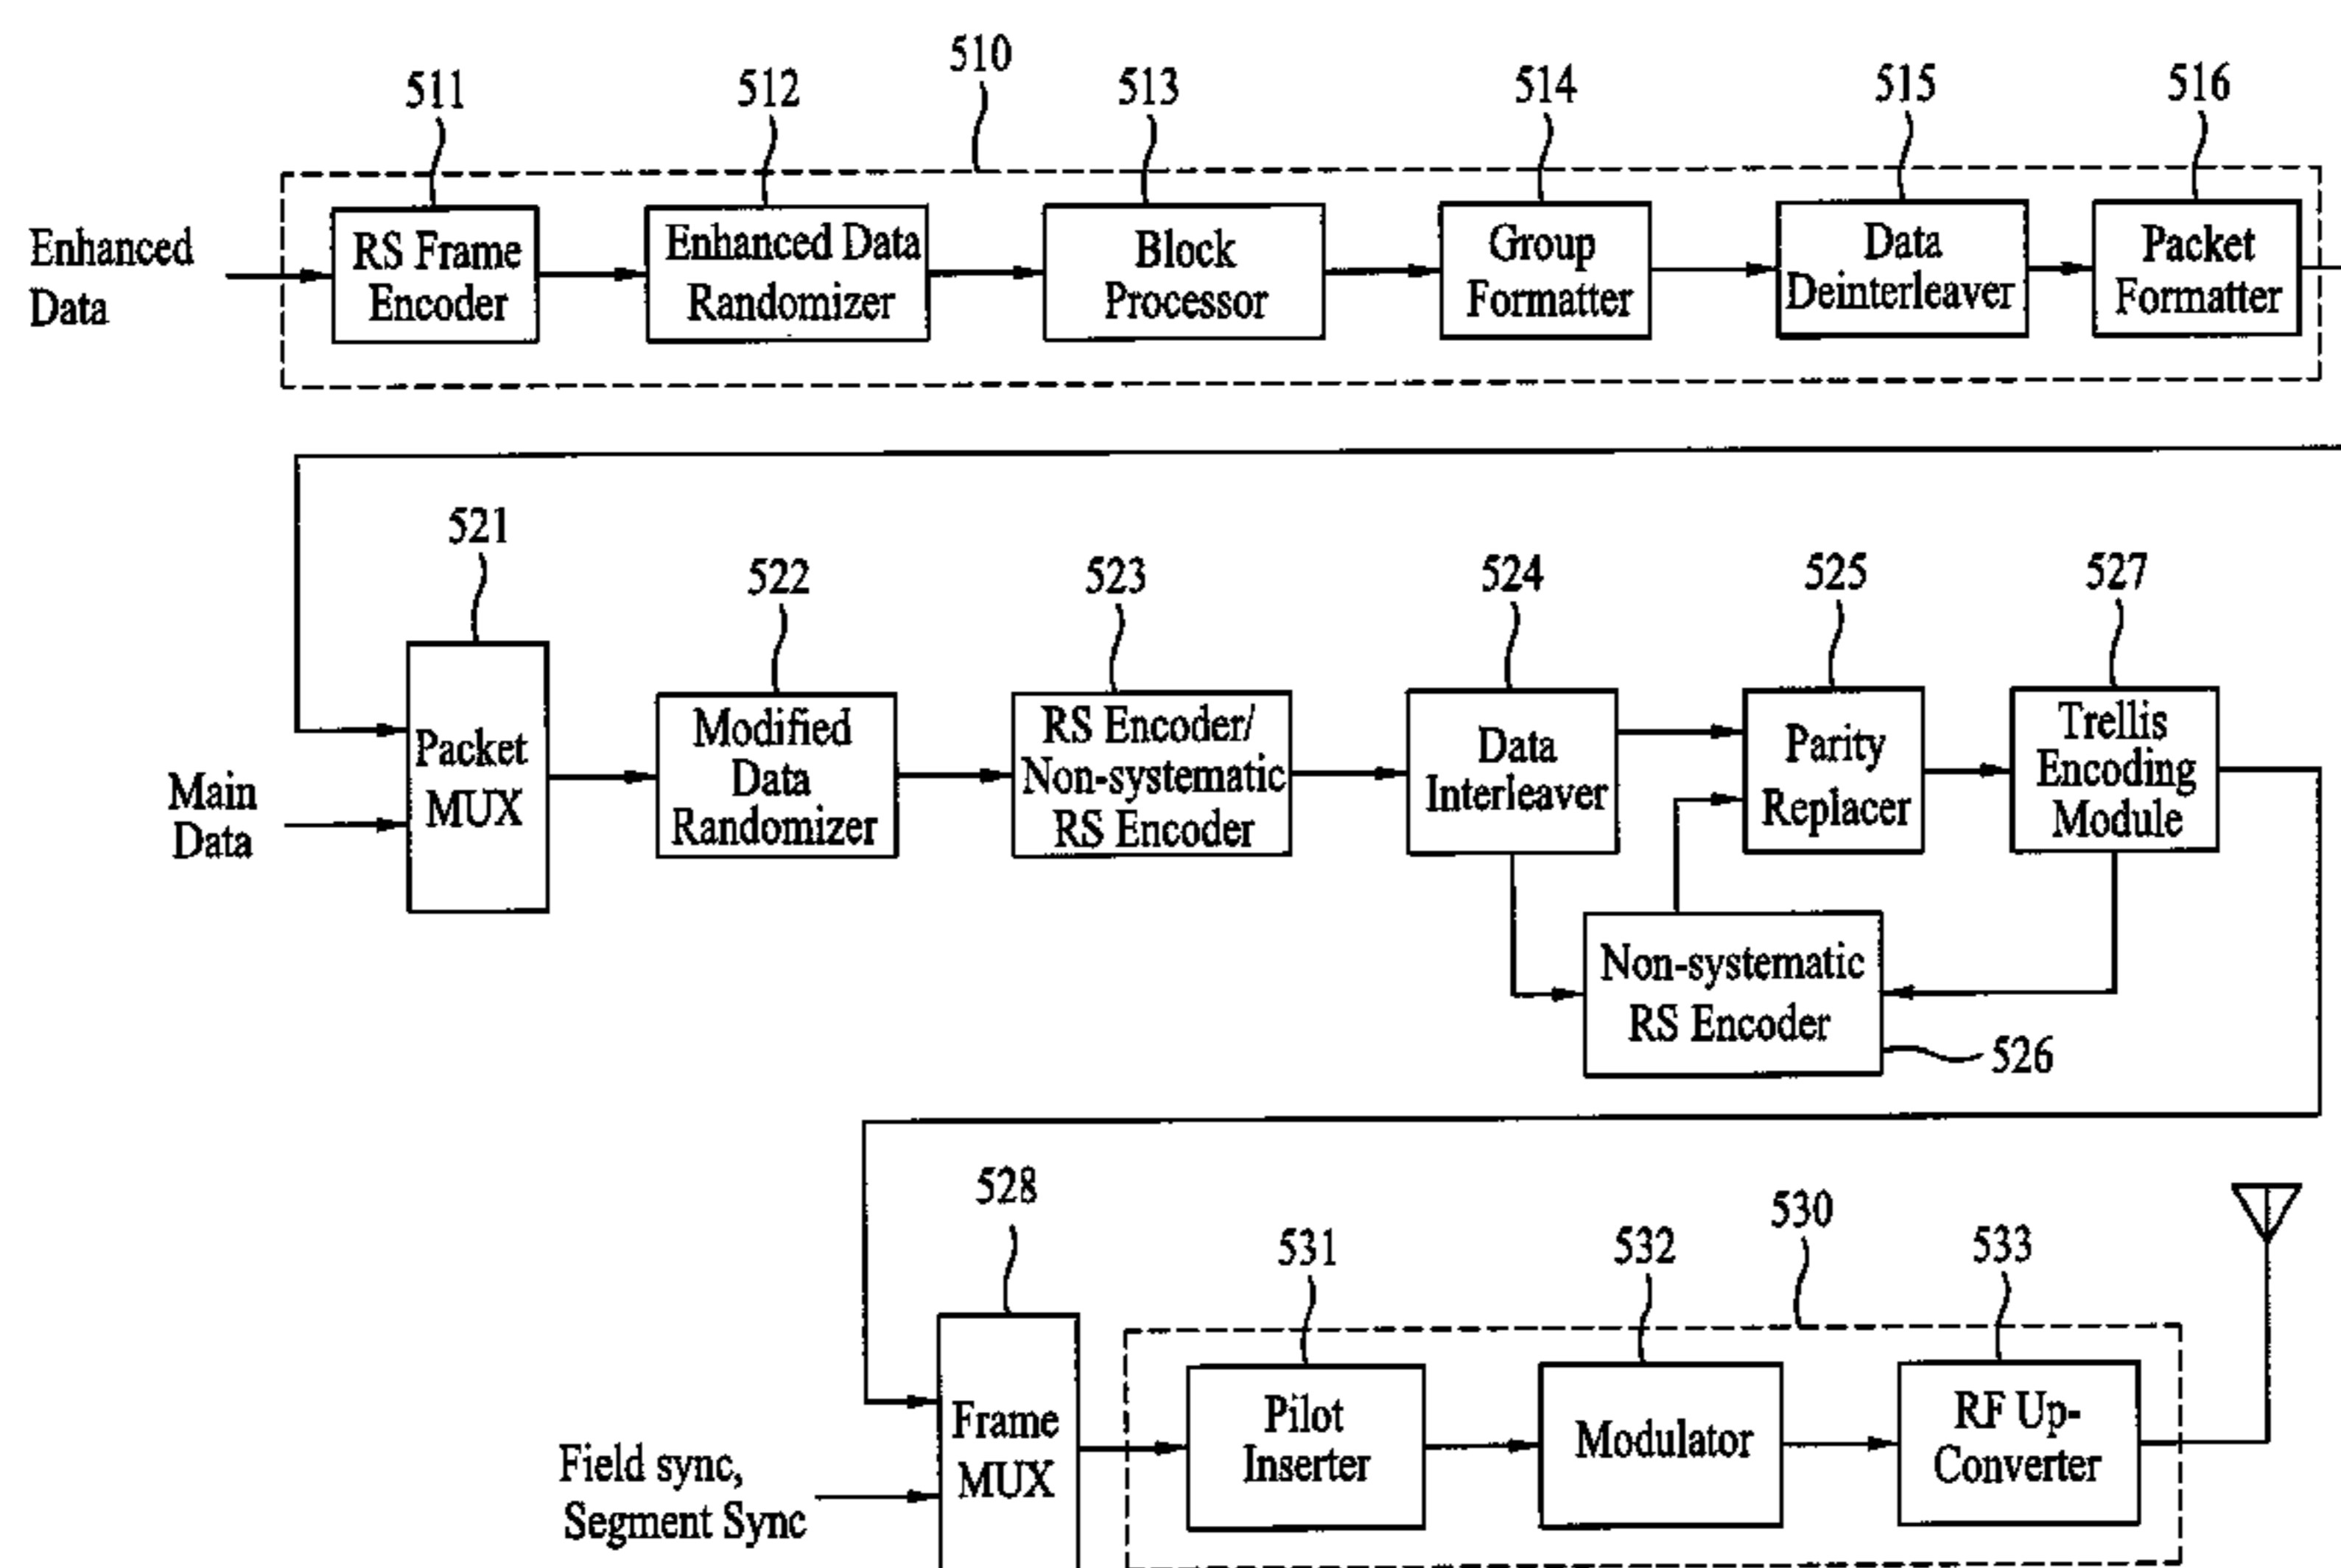 510
511
512
513
514
515
516
Enhanced
Data
RS Frame
Encoder
Enhanced Data
Randomizer
Block
Processor
Group
Formatter
Data
Deinterleaver
Packet
Formatter
521
522
523
524
525
527
Main
Data
Packet
MUX
Modified
Data
Randomizer
RS Encoder/
Non-systematic
RS Encoder
Data
Interleaver
Parity
Replacer
Trellis
Encoding
Module
Non-systematic
RS Encoder
526
528
530
531
532
533
Field sync,
Segment Sync
Frame
MUX
Pilot
Inserter
Modulator
RF Up-
Converter